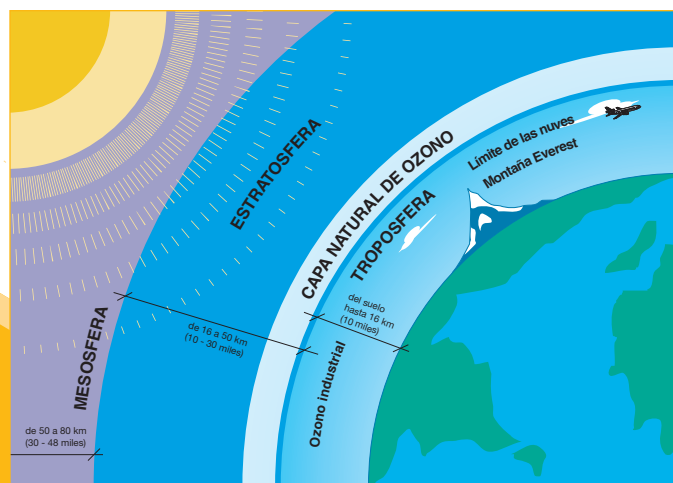 ESTRATOSFERA
CAPA NATURAL DE OZONO
Límite de las nuves
Montaña Everest
TROPOSFERA
del suelo
hasta 16 km
(10 miles)
de 16 a 50 km
(10 - 30 miles)
MESOSFERA
Ozono industrial
de 50 a 80 km
(30 - 48 miles)